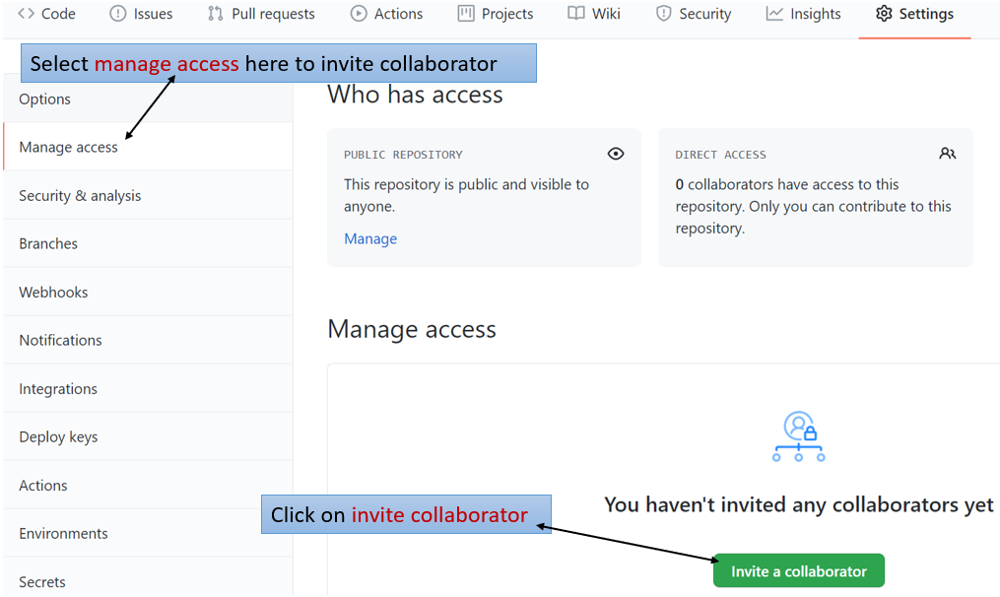 Code Issues Pull requests Actions Projects Wiki Security Insights Settings
Select manage access here to invite collaborator
Options
Manage access
Security & analysis
Branches
Webhooks
Notifications
Integrations
Deploy keys
Actions
Environments
Secrets
Who has access
PUBLIC REPOSITORY
This repository is public and visible to
anyone.
Manage
DIRECT ACCESS
0 collaborators have access to this
repository. Only you can contribute to this
repository.
Manage access
You haven't invited any collaborators yet
Click on invite collaborator
Invite a collaborator